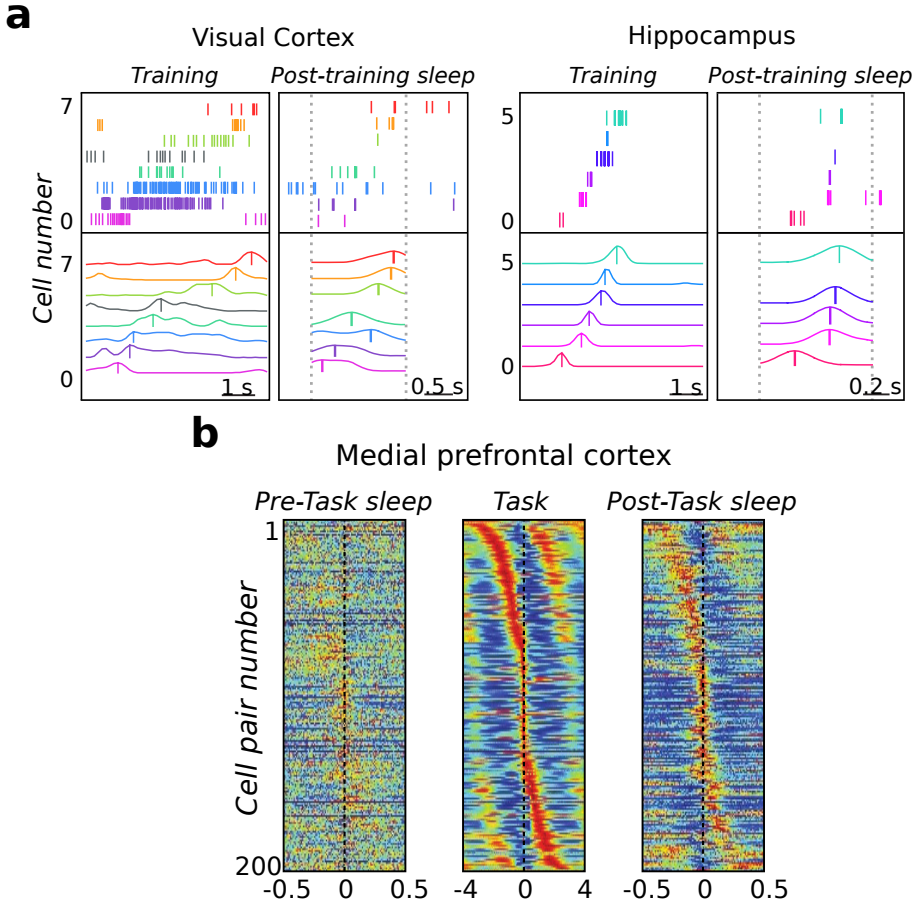 a
Visual Cortex
Hippocampus
Training
Post-training sleep
Training
Post-training sleep
Cell number
7
0
7
0
1 s
0.5 s
5
0
5
0
1 s
0.2 s
b
Medial prefrontal cortex
Pre-Task sleep
Task
Post-Task sleep
Cell pair number
1
200
-0.5 0 0.5
-4 0 4
-0.5 0 0.5